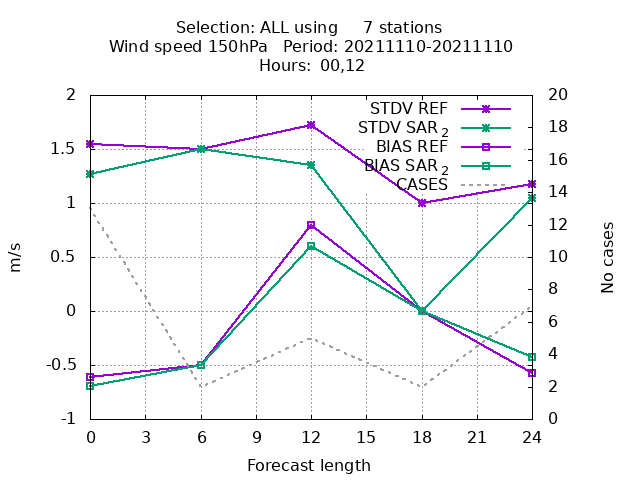 Selection: ALL using     7 stations
Wind speed 150hPa   Period: 20211110-20211110
Hours:  00,12
STDV REF
STDV SAR 2
BIAS REF
BIAS SAR 2
CASES
2
1.5
1
0.5
0
-0.5
-1
20
18
16
14
12
10
8
6
4
2
0
m/s
No cases
0 3 6 9 12 15 18 21 24
Forecast length